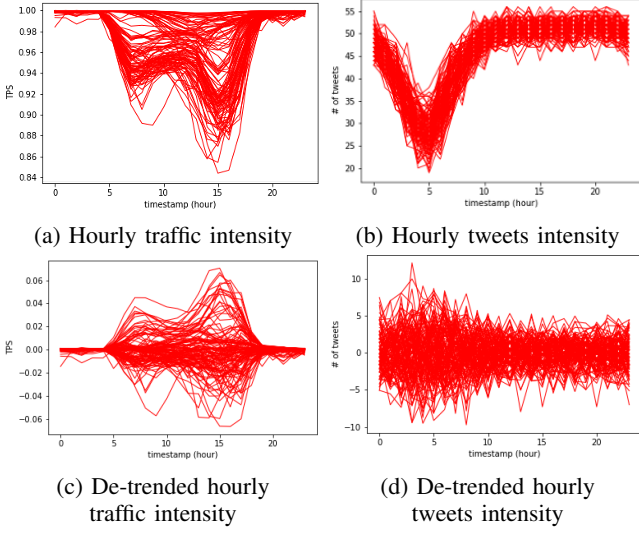 1.00
0.98
0.96
0.94
0.92
0.90
0.88
0.86
0.84
TPS
0 5 10 15 20
timestamp (hour)
(a) Hourly traffic intensity
55
50
45
40
35
30
25
20
# of tweets
0 5 10 15 20
timestamp (hour)
(b) Hourly tweets intensity
0.06
0.04
0.02
0.00
−0.02
−0.04
−0.06
TPS
0 5 10 15 20
timestamp (hour)
(c) De-trended hourly
traffic intensity
10
5
0
−5
−10
# of tweets
0 5 10 15 20
timestamp (hour)
(d) De-trended hourly
tweets intensity